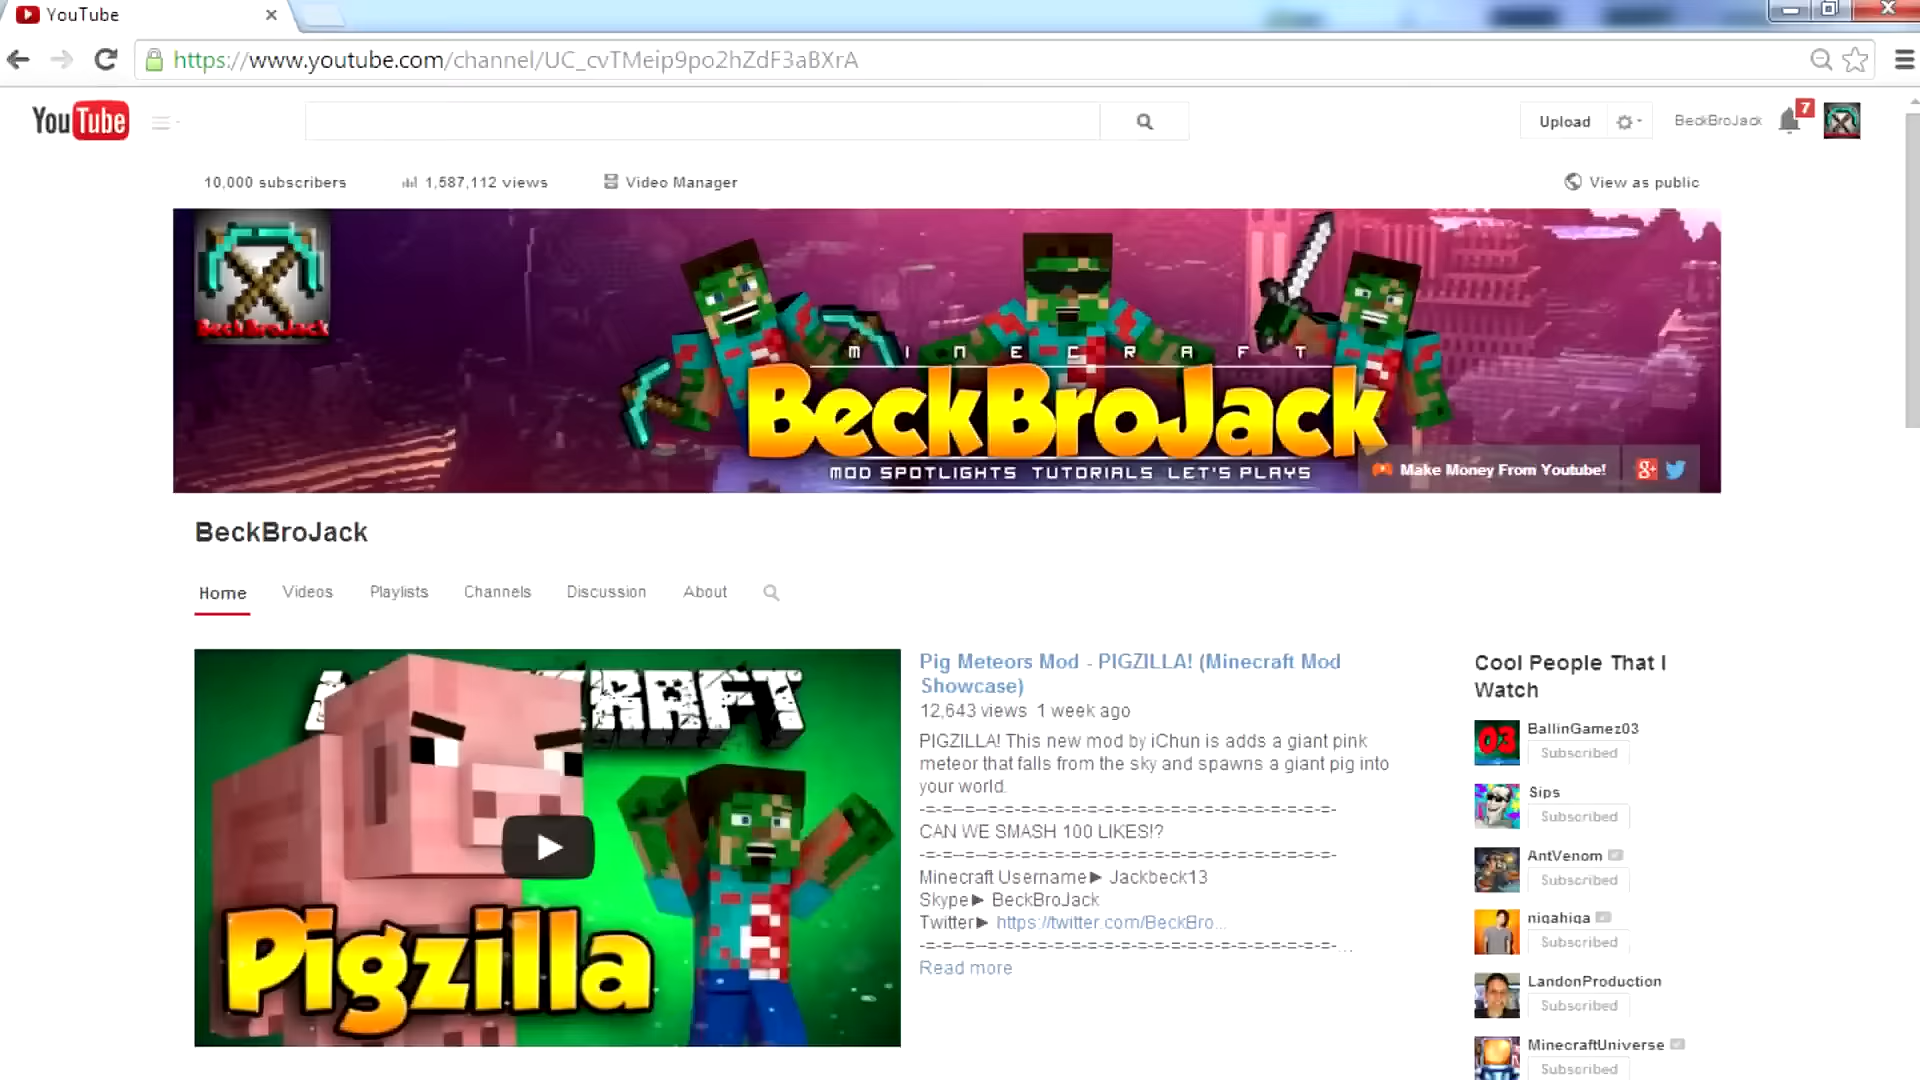 YouTube
https://www.youtube.com/channel/UC_cvTMeip9po2hZdF3aBXrA
YouTube
Upload
BeckBroJack
7
10,000 subscribers
1,587,112 views
Video Manager
View as public
BeckBroJack
MINECRAFT
BeckBroJack
MOD SPOTLIGHTS TUTORIALS LET'S PLAYS
Make Money From Youtube!
g+
BeckBroJack
Home
Videos
Playlists
Channels
Discussion
About
Pigzilla
Pig Meteors Mod - PIGZILLA! (Minecraft Mod
Showcase)
12,643 views 1 week ago
PIGZILLA! This new mod by iChun is adds a giant pink
meteor that falls from the sky and spawns a giant pig into
your world.
CAN WE SMASH 100 LIKES!?
Minecraft Username► Jackbeck13
Skype► BeckBroJack
Twitter► https://twitter.com/BeckBro...
Read more
Cool People That I
Watch
03
BallinGamez03
Subscribed
Sips
Subscribed
AntVenom
Subscribed
nigahiga
Subscribed
LandonProduction
Subscribed
MinecraftUniverse
Subscribed